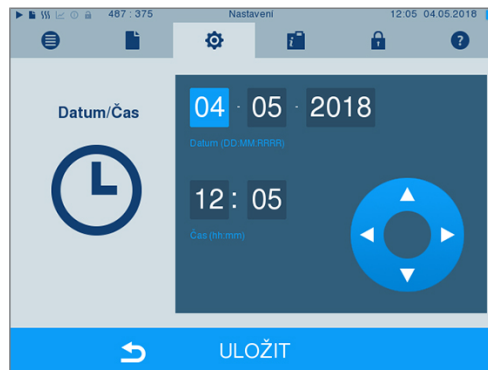 487 : 375 Nastavení 12:05 04.05.2018
Datum/Čas
04 . 05 . 2018
Datum (DD:MM:RRRR)
12 : 05
Čas (hh:mm)
ULOŽIT